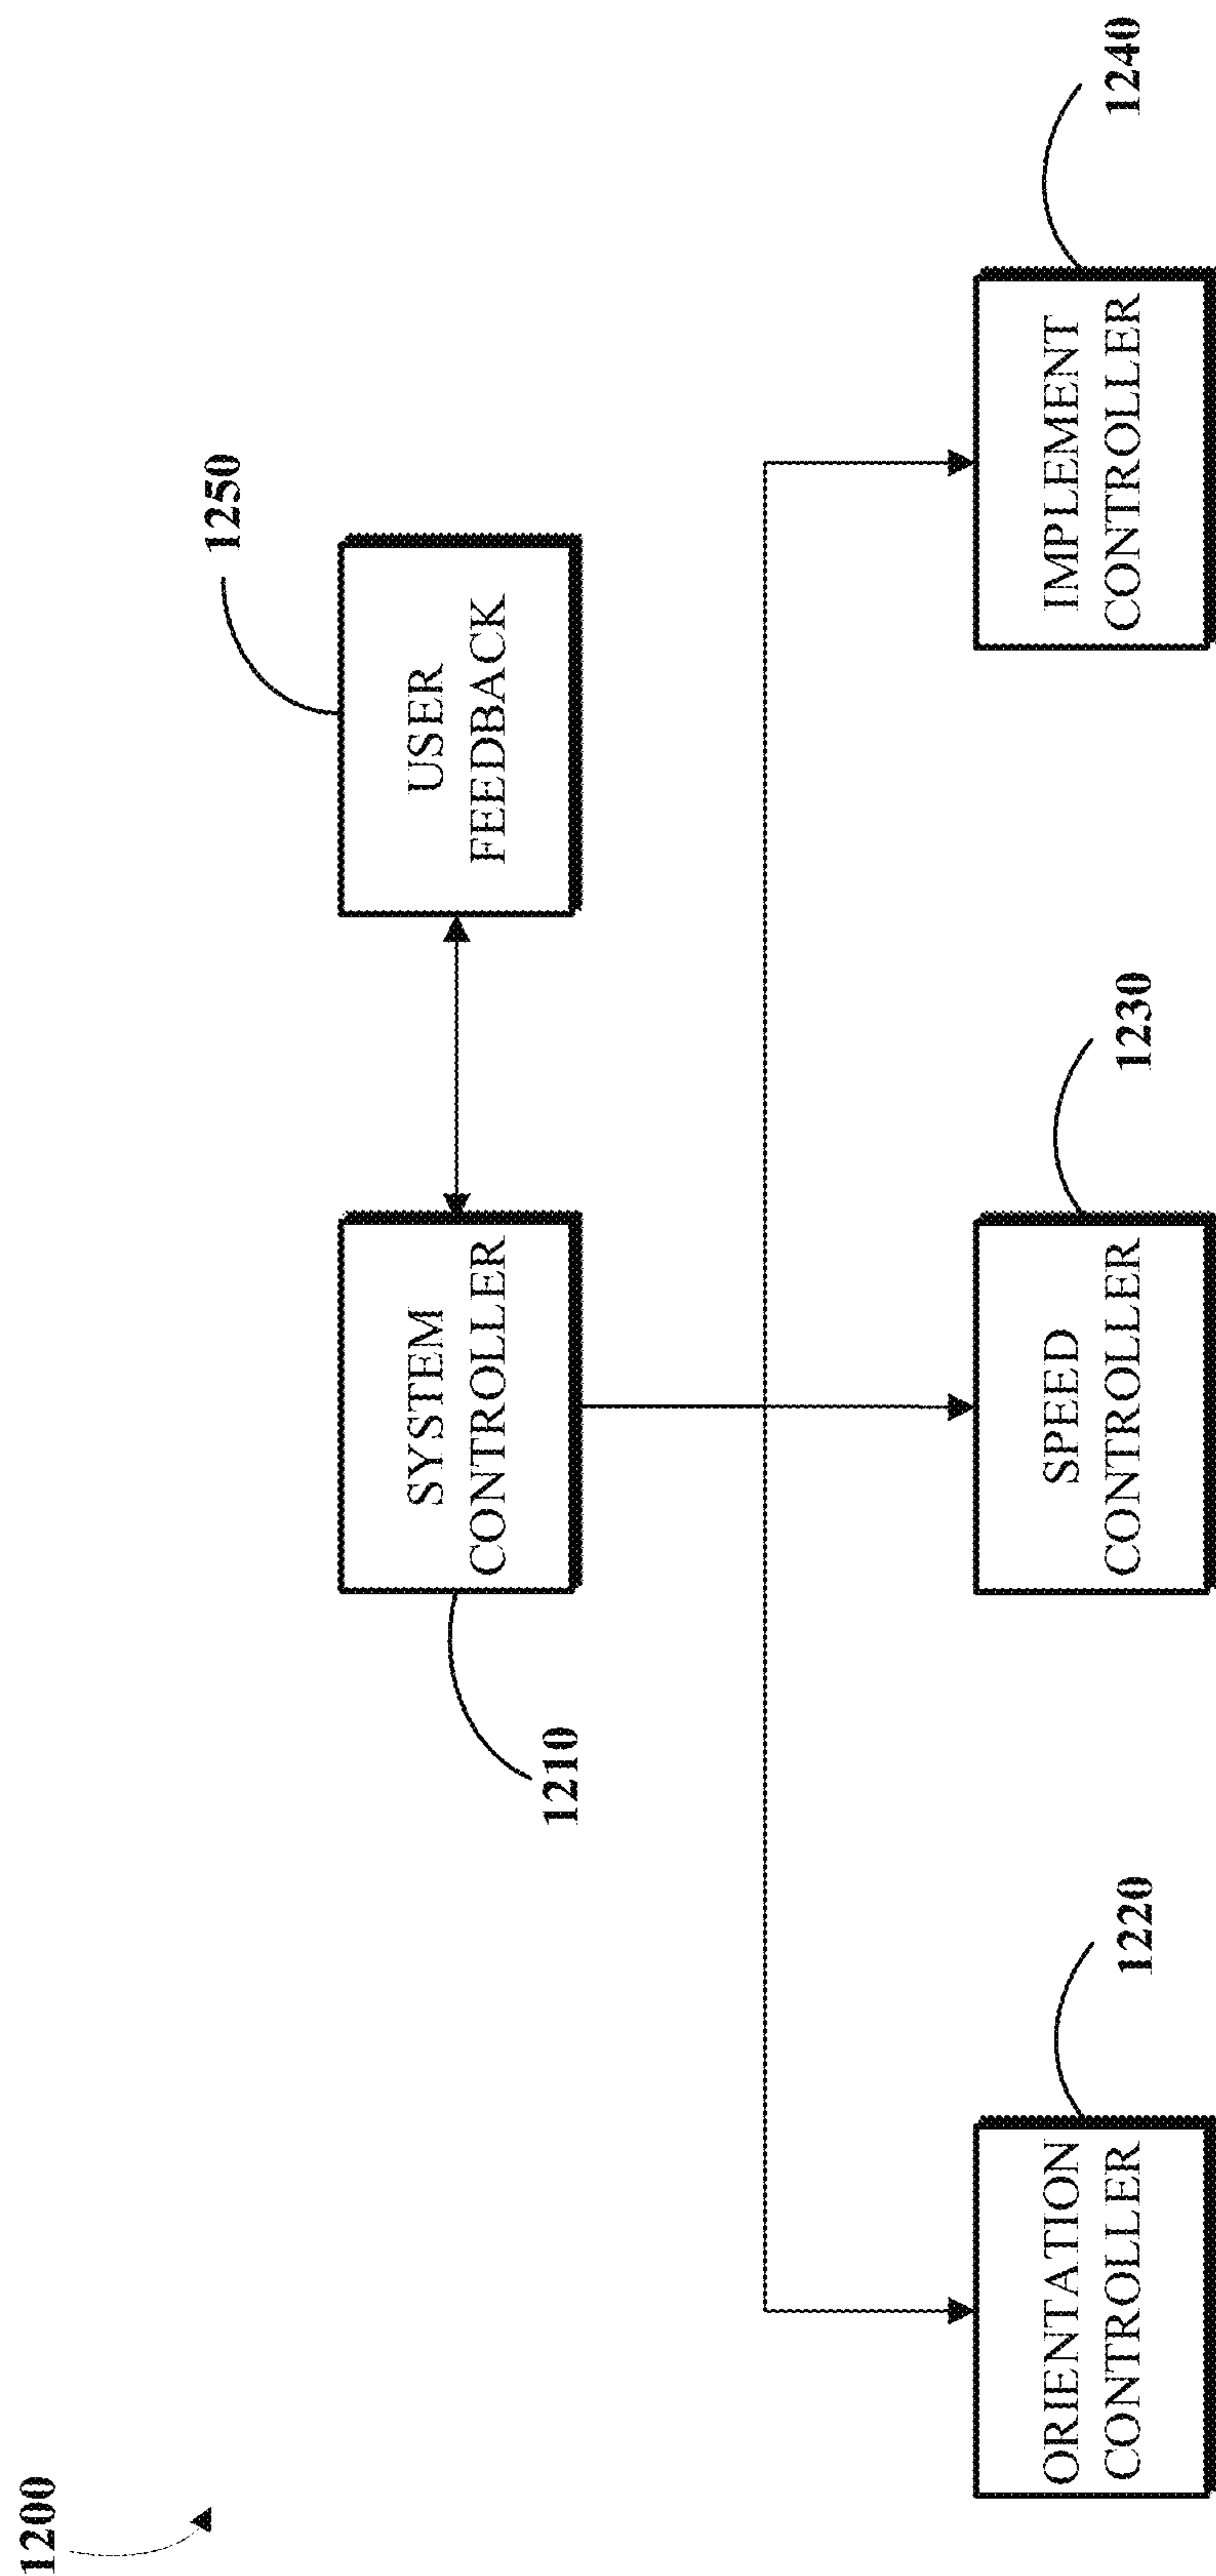 1200
1250
USER
FEEDBACK
SYSTEM
CONTROLLER
1210
1220
1230
1240
ORIENTATION
CONTROLLER
SPEED
CONTROLLER
IMPLEMENT
CONTROLLER